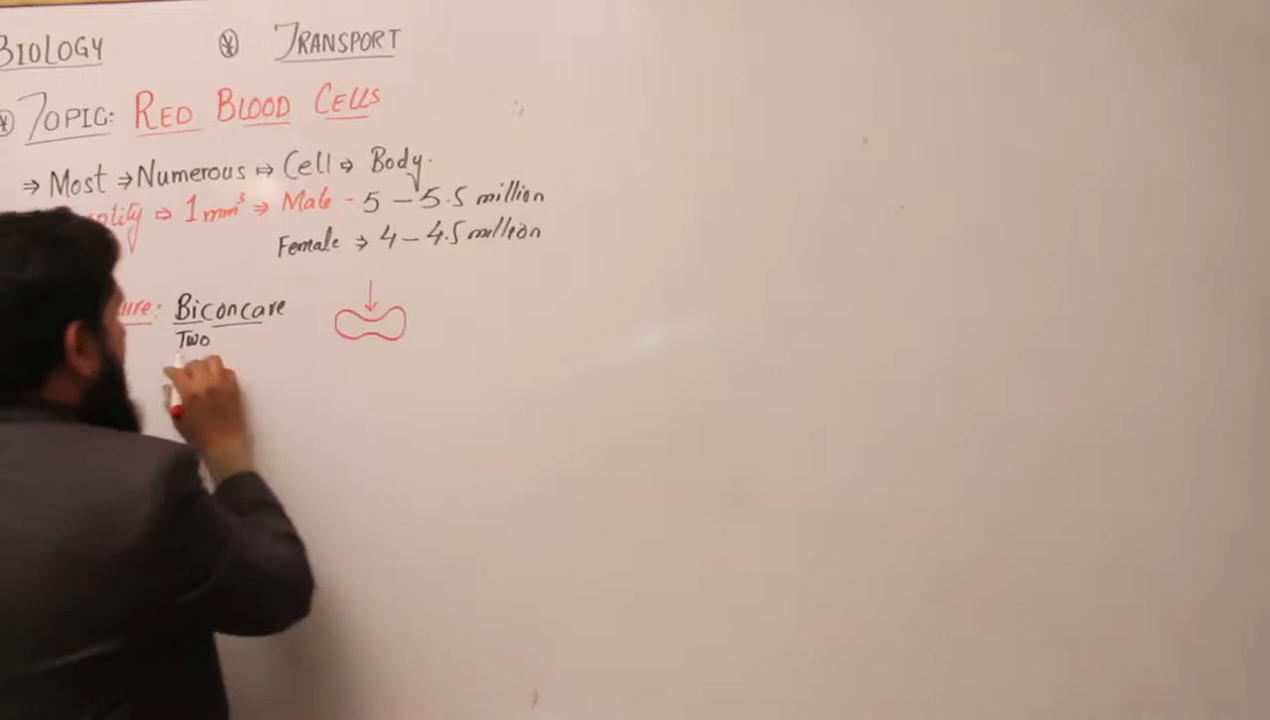 BIOLOGY TRANSPORT
TOPIC: RED BLOOD CELLS
⇒ Most → Numerous ⇒ Cell ⇒ Body.
⇒ 1 mm³ → Male - 5 – 5.5 million
Female → 4 – 4.5 million
Biconcave
Two